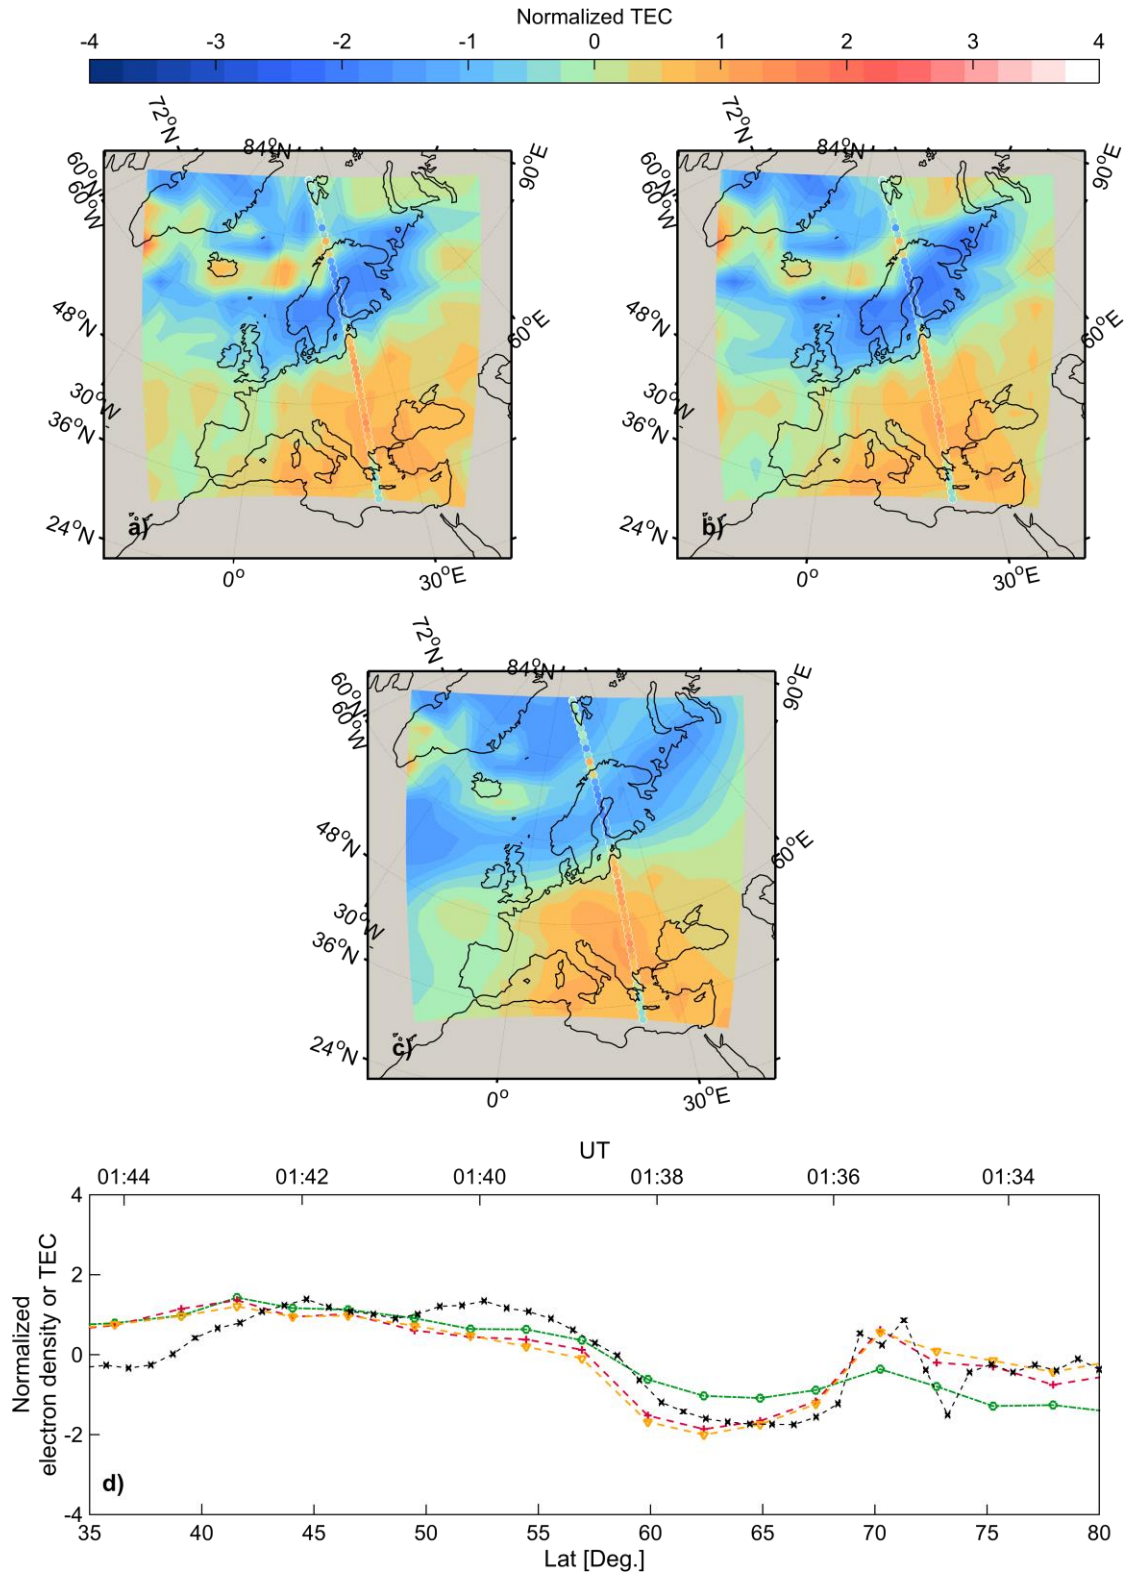 Normalized TEC
-4 -3 -2 -1 0 1 2 3 4
72°N 72°N
84°N 84°N
60°N 90°E 60°N 90°E
60°W 60°W
48°N 60°E 48°N 60°E
30°W 30°W
36°N 36°N
24°N a) 24°N b)
0° 30°E 0° 30°E
72°N
84°N
60°N 90°E
60°W
48°N 60°E
30°W
36°N
24°N c)
0° 30°E
UT
01:44 01:42 01:40 01:38 01:36 01:34
4
2
0
-2
-4
Normalized
electron density or TEC
d)
35 40 45 50 55 60 65 70 75 80
Lat [Deg.]